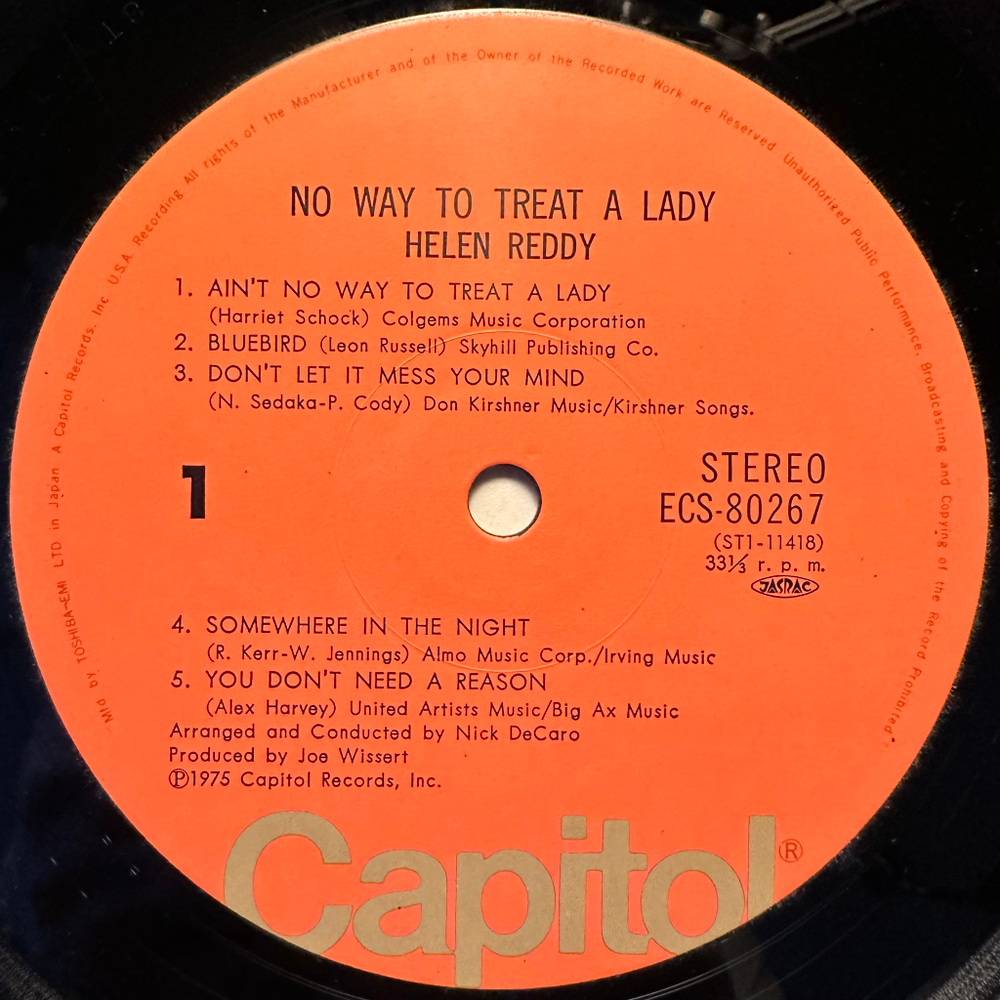 "Mfd by TOSHIBA-EMI LTD. in Japan A Capitol Records, Inc. U.S.A. Recording All rights of the Manufacturer and of the Owner of the Recorded Work are Reserved Unauthorized Public Performance, Broadcasting and Copying of the Record Prohibited"
NO WAY TO TREAT A LADY
HELEN REDDY
1. AIN'T NO WAY TO TREAT A LADY
(Harriet Schock) Colgems Music Corporation
2. BLUEBIRD (Leon Russell) Skyhill Publishing Co.
3. DON'T LET IT MESS YOUR MIND
(N. Sedaka-P. Cody) Don Kirshner Music/Kirshner Songs.
1
STEREO
ECS-80267
(ST1-11418)
33⅓ r. p. m.
JASRAC
4. SOMEWHERE IN THE NIGHT
(R. Kerr-W. Jennings) Almo Music Corp./Irving Music
5. YOU DON'T NEED A REASON
(Alex Harvey) United Artists Music/Big Ax Music
Arranged and Conducted by Nick DeCaro
Produced by Joe Wissert
℗1975 Capitol Records, Inc.
Capitol®